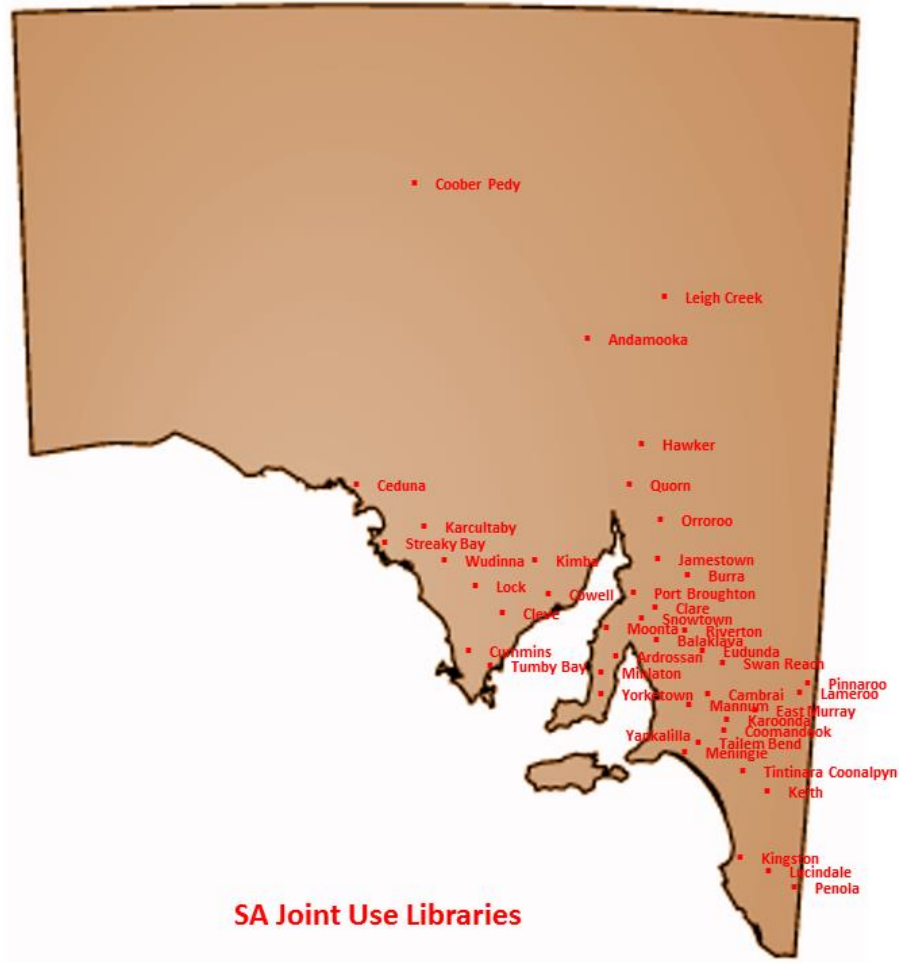 Coober Pedy
Leigh Creek
Andamooka
Hawker
Ceduna
Quorn
Orroroo
Karcultaby
Streaky Bay
Wudinna
Kimba
Jamestown
Burra
Lock
Cowell
Port Broughton
Clare
Cleve
Snowtown
Moonta
Riverton
Balaklava
Cummins
Ardrossan
Eudunda
Tumby Bay
Swan Reach
Minlaton
Pinnaroo
Yorketown
Cambrai
Lameroo
Mannum
East Murray
Karoonda
Coomandook
Yankalilla
Tailem Bend
Meningie
Tintinara Coonalpyn
Keith
Kingston
Lucindale
Penola
SA Joint Use Libraries